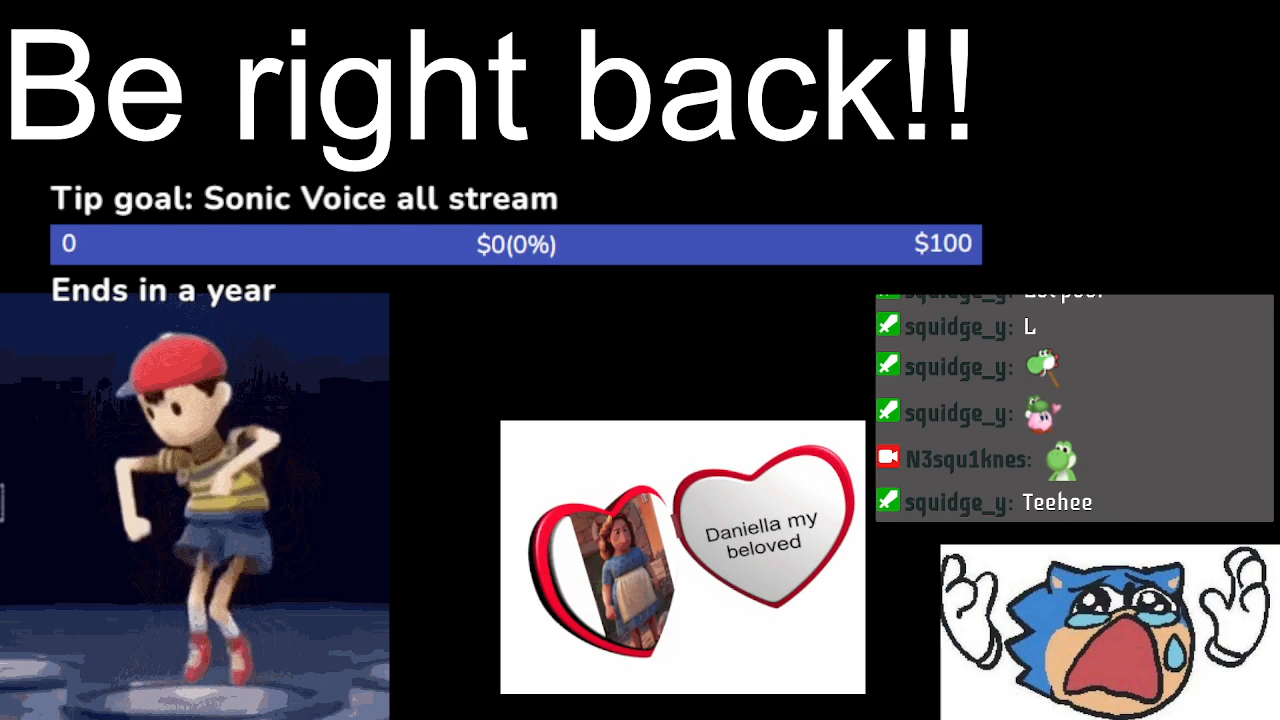 Be right back!!
Tip goal: Sonic Voice all stream
0 $0(0%) $100
Ends in a year
squidge_y:
squidge_y: L
squidge_y:
squidge_y:
N3squ1knes:
squidge_y: Teehee
Daniella my
beloved